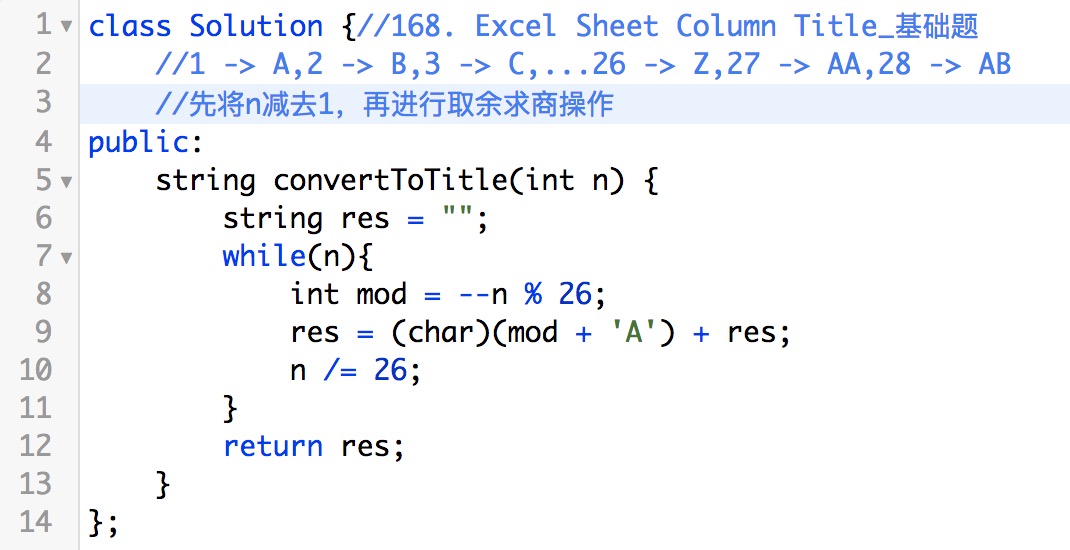 1 class Solution {//168. Excel Sheet Column Title_基础题
2 //1 -> A,2 -> B,3 -> C,...26 -> Z,27 -> AA,28 -> AB
3 //先将n减去1，再进行取余求商操作
4 public:
5 string convertToTitle(int n) {
6 string res = "";
7 while(n){
8 int mod = --n % 26;
9 res = (char)(mod + 'A') + res;
10 n /= 26;
11 }
12 return res;
13 }
14 };